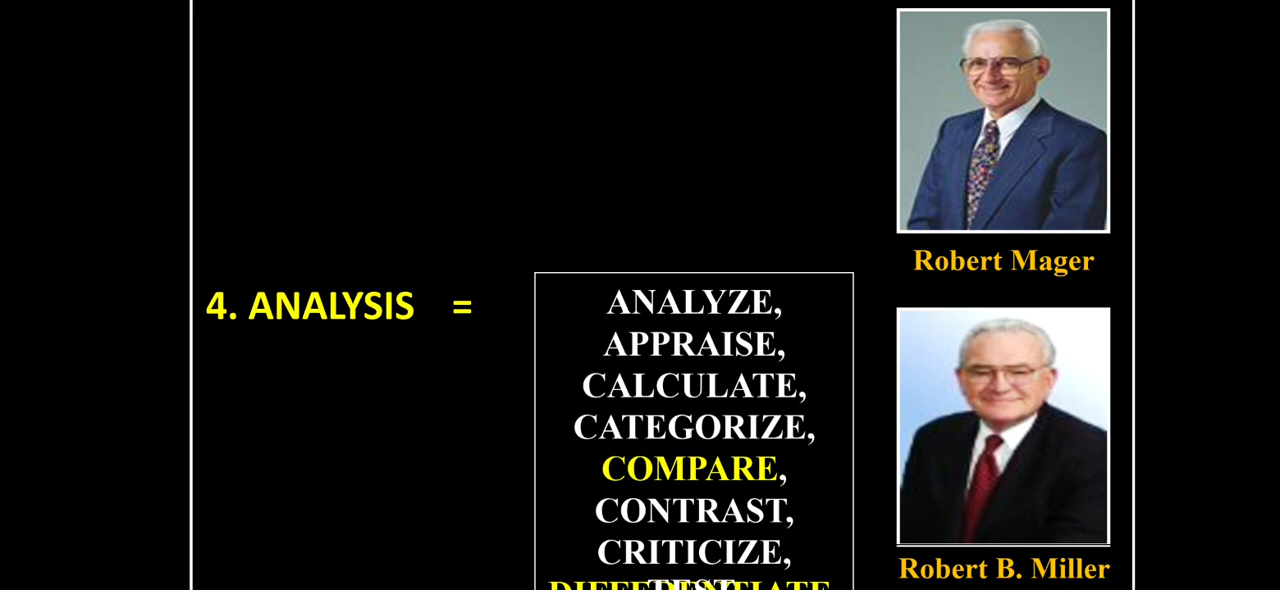 Robert Mager
4. ANALYSIS =
ANALYZE,
APPRAISE,
CALCULATE,
CATEGORIZE,
COMPARE,
CONTRAST,
CRITICIZE,
Robert B. Miller